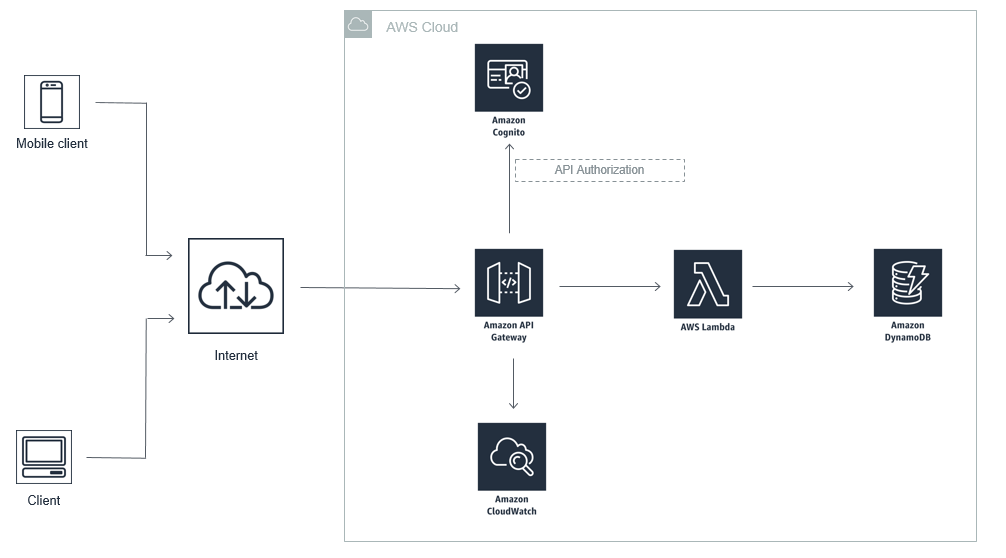 AWS Cloud
Mobile client
Amazon
Cognito
API Authorization
Internet
Amazon API
Gateway
</>
AWS Lambda
Amazon
DynamoDB
Client
Amazon
CloudWatch